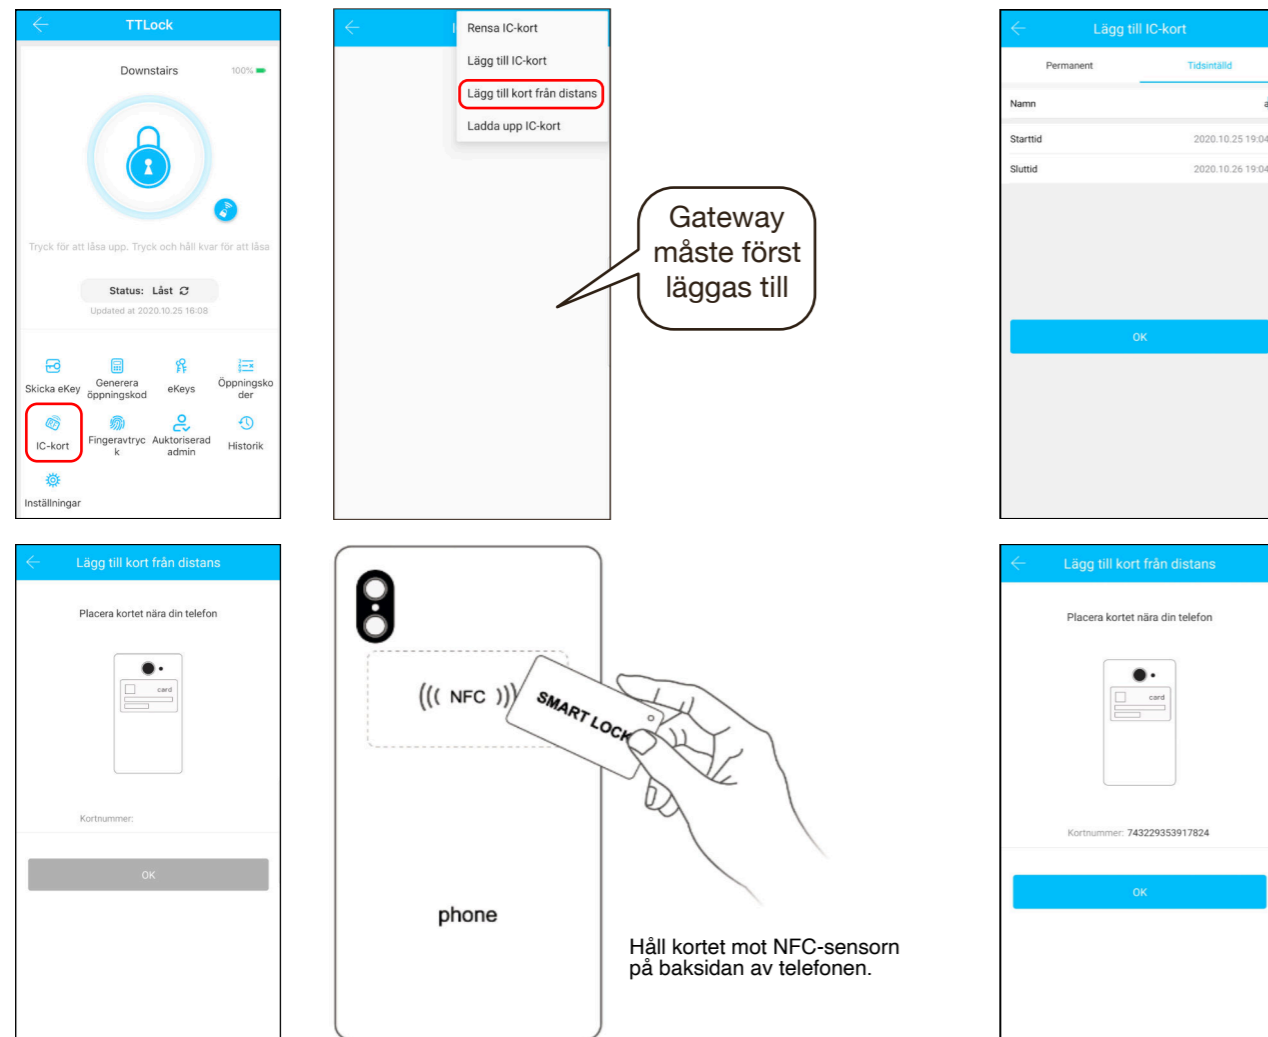 TTLock
Downstairs
100%
Tryck för att låsa upp. Tryck och håll kvar för att låsa
Status: Låst
Updated at 2020.10.25 16:08
Skicka eKey
Generera
öppningskod
eKeys
Öppningsko
der
IC-kort
Fingeravtryc
k
Auktoriserad
admin
Historik
Inställningar
Rensa IC-kort
Lägg till IC-kort
Lägg till kort från distans
Ladda upp IC-kort
Gateway
måste först
läggas till
Lägg till IC-kort
Permanent
Tidsintälld
Namn
Starttid 2020.10.25 19:04
Sluttid 2020.10.26 19:04
OK
Lägg till kort från distans
Placera kortet nära din telefon
card
Kortnummer:
OK
((( NFC )))
SMART LOCK
phone
Håll kortet mot NFC-sensorn
på baksidan av telefonen.
Lägg till kort från distans
Placera kortet nära din telefon
card
Kortnummer: 743229353917824
OK